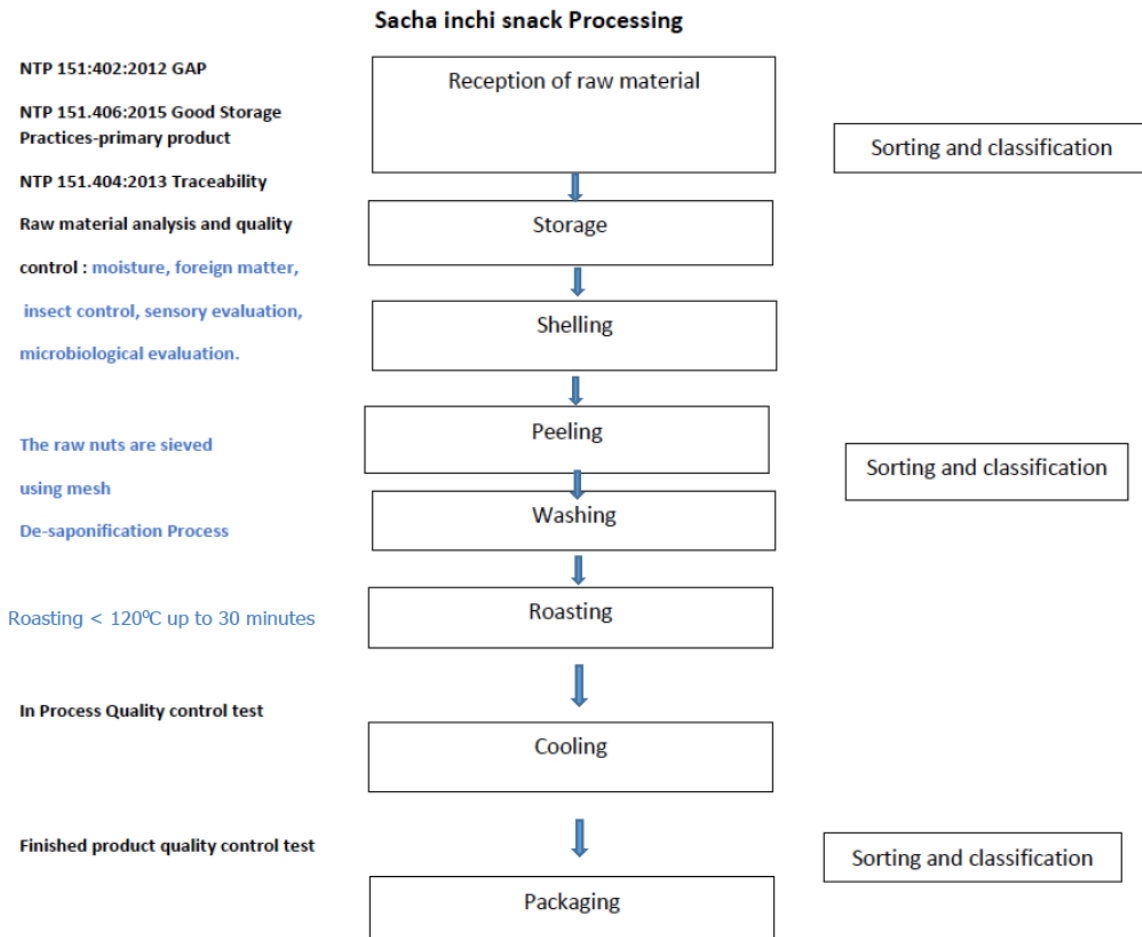 Sacha inchi snack Processing
NTP 151:402:2012 GAP
Reception of raw material
NTP 151.406:2015 Good Storage
Practices-primary product
Sorting and classification
NTP 151.404:2013 Traceability
Raw material analysis and quality
Storage
control : moisture, foreign matter,
insect control, sensory evaluation,
Shelling
microbiological evaluation.
Peeling
The raw nuts are sieved
Sorting and classification
using mesh
Washing
De-saponification Process
Roasting < 120⁰C up to 30 minutes
Roasting
In Process Quality control test
Cooling
Finished product quality control test
Sorting and classification
Packaging